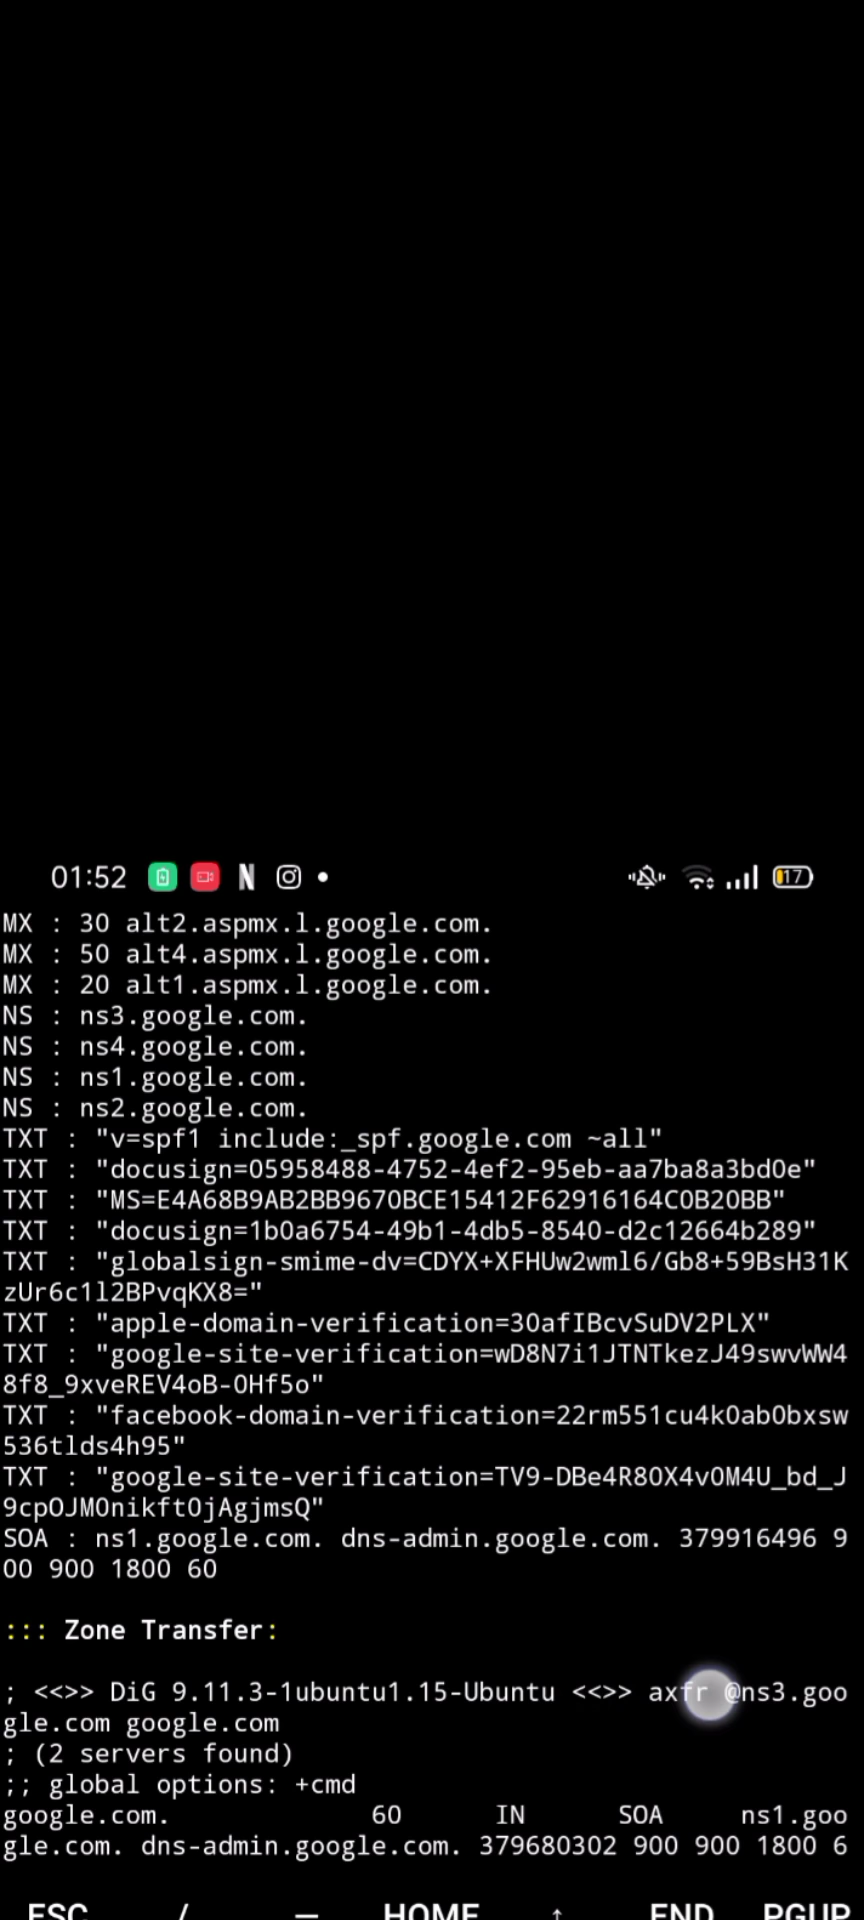 01:52 N 17
MX : 30 alt2.aspmx.l.google.com.
MX : 50 alt4.aspmx.l.google.com.
MX : 20 alt1.aspmx.l.google.com.
NS : ns3.google.com.
NS : ns4.google.com.
NS : ns1.google.com.
NS : ns2.google.com.
TXT : "v=spf1 include:_spf.google.com ~all"
TXT : "docusign=05958488-4752-4ef2-95eb-aa7ba8a3bd0e"
TXT : "MS=E4A68B9AB2BB9670BCE15412F62916164C0B20BB"
TXT : "docusign=1b0a6754-49b1-4db5-8540-d2c12664b289"
TXT : "globalsign-smime-dv=CDYX+XFHUw2wml6/Gb8+59BsH31K
zUr6c1l2BPvqKX8="
TXT : "apple-domain-verification=30afIBcvSuDV2PLX"
TXT : "google-site-verification=wD8N7i1JTNTkezJ49swvWW4
8f8_9xveREV4oB-0Hf5o"
TXT : "facebook-domain-verification=22rm551cu4k0ab0bxsw
536tlds4h95"
TXT : "google-site-verification=TV9-DBe4R80X4v0M4U_bd_J
9cpOJM0nikft0jAgjmsQ"
SOA : ns1.google.com. dns-admin.google.com. 379916496 9
00 900 1800 60
::: Zone Transfer:
; <<>> DiG 9.11.3-1ubuntu1.15-Ubuntu <<>> axfr @ns3.goo
gle.com google.com
; (2 servers found)
;; global options: +cmd
google.com. 60 IN SOA ns1.goo
gle.com. dns-admin.google.com. 379680302 900 900 1800 6
ESC / — HOME ↑ END PGUP